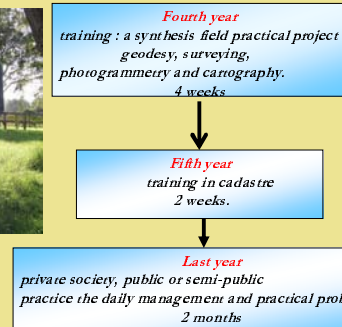 Fourth year
training : a synthesis field practical project
geodesy, surveying,
photogrammetry and cartography.
4 weeks
Fifth year
training in cadastre
2 weeks.
Last year
private society, public or semi-public
practice the daily management and practical
2 months